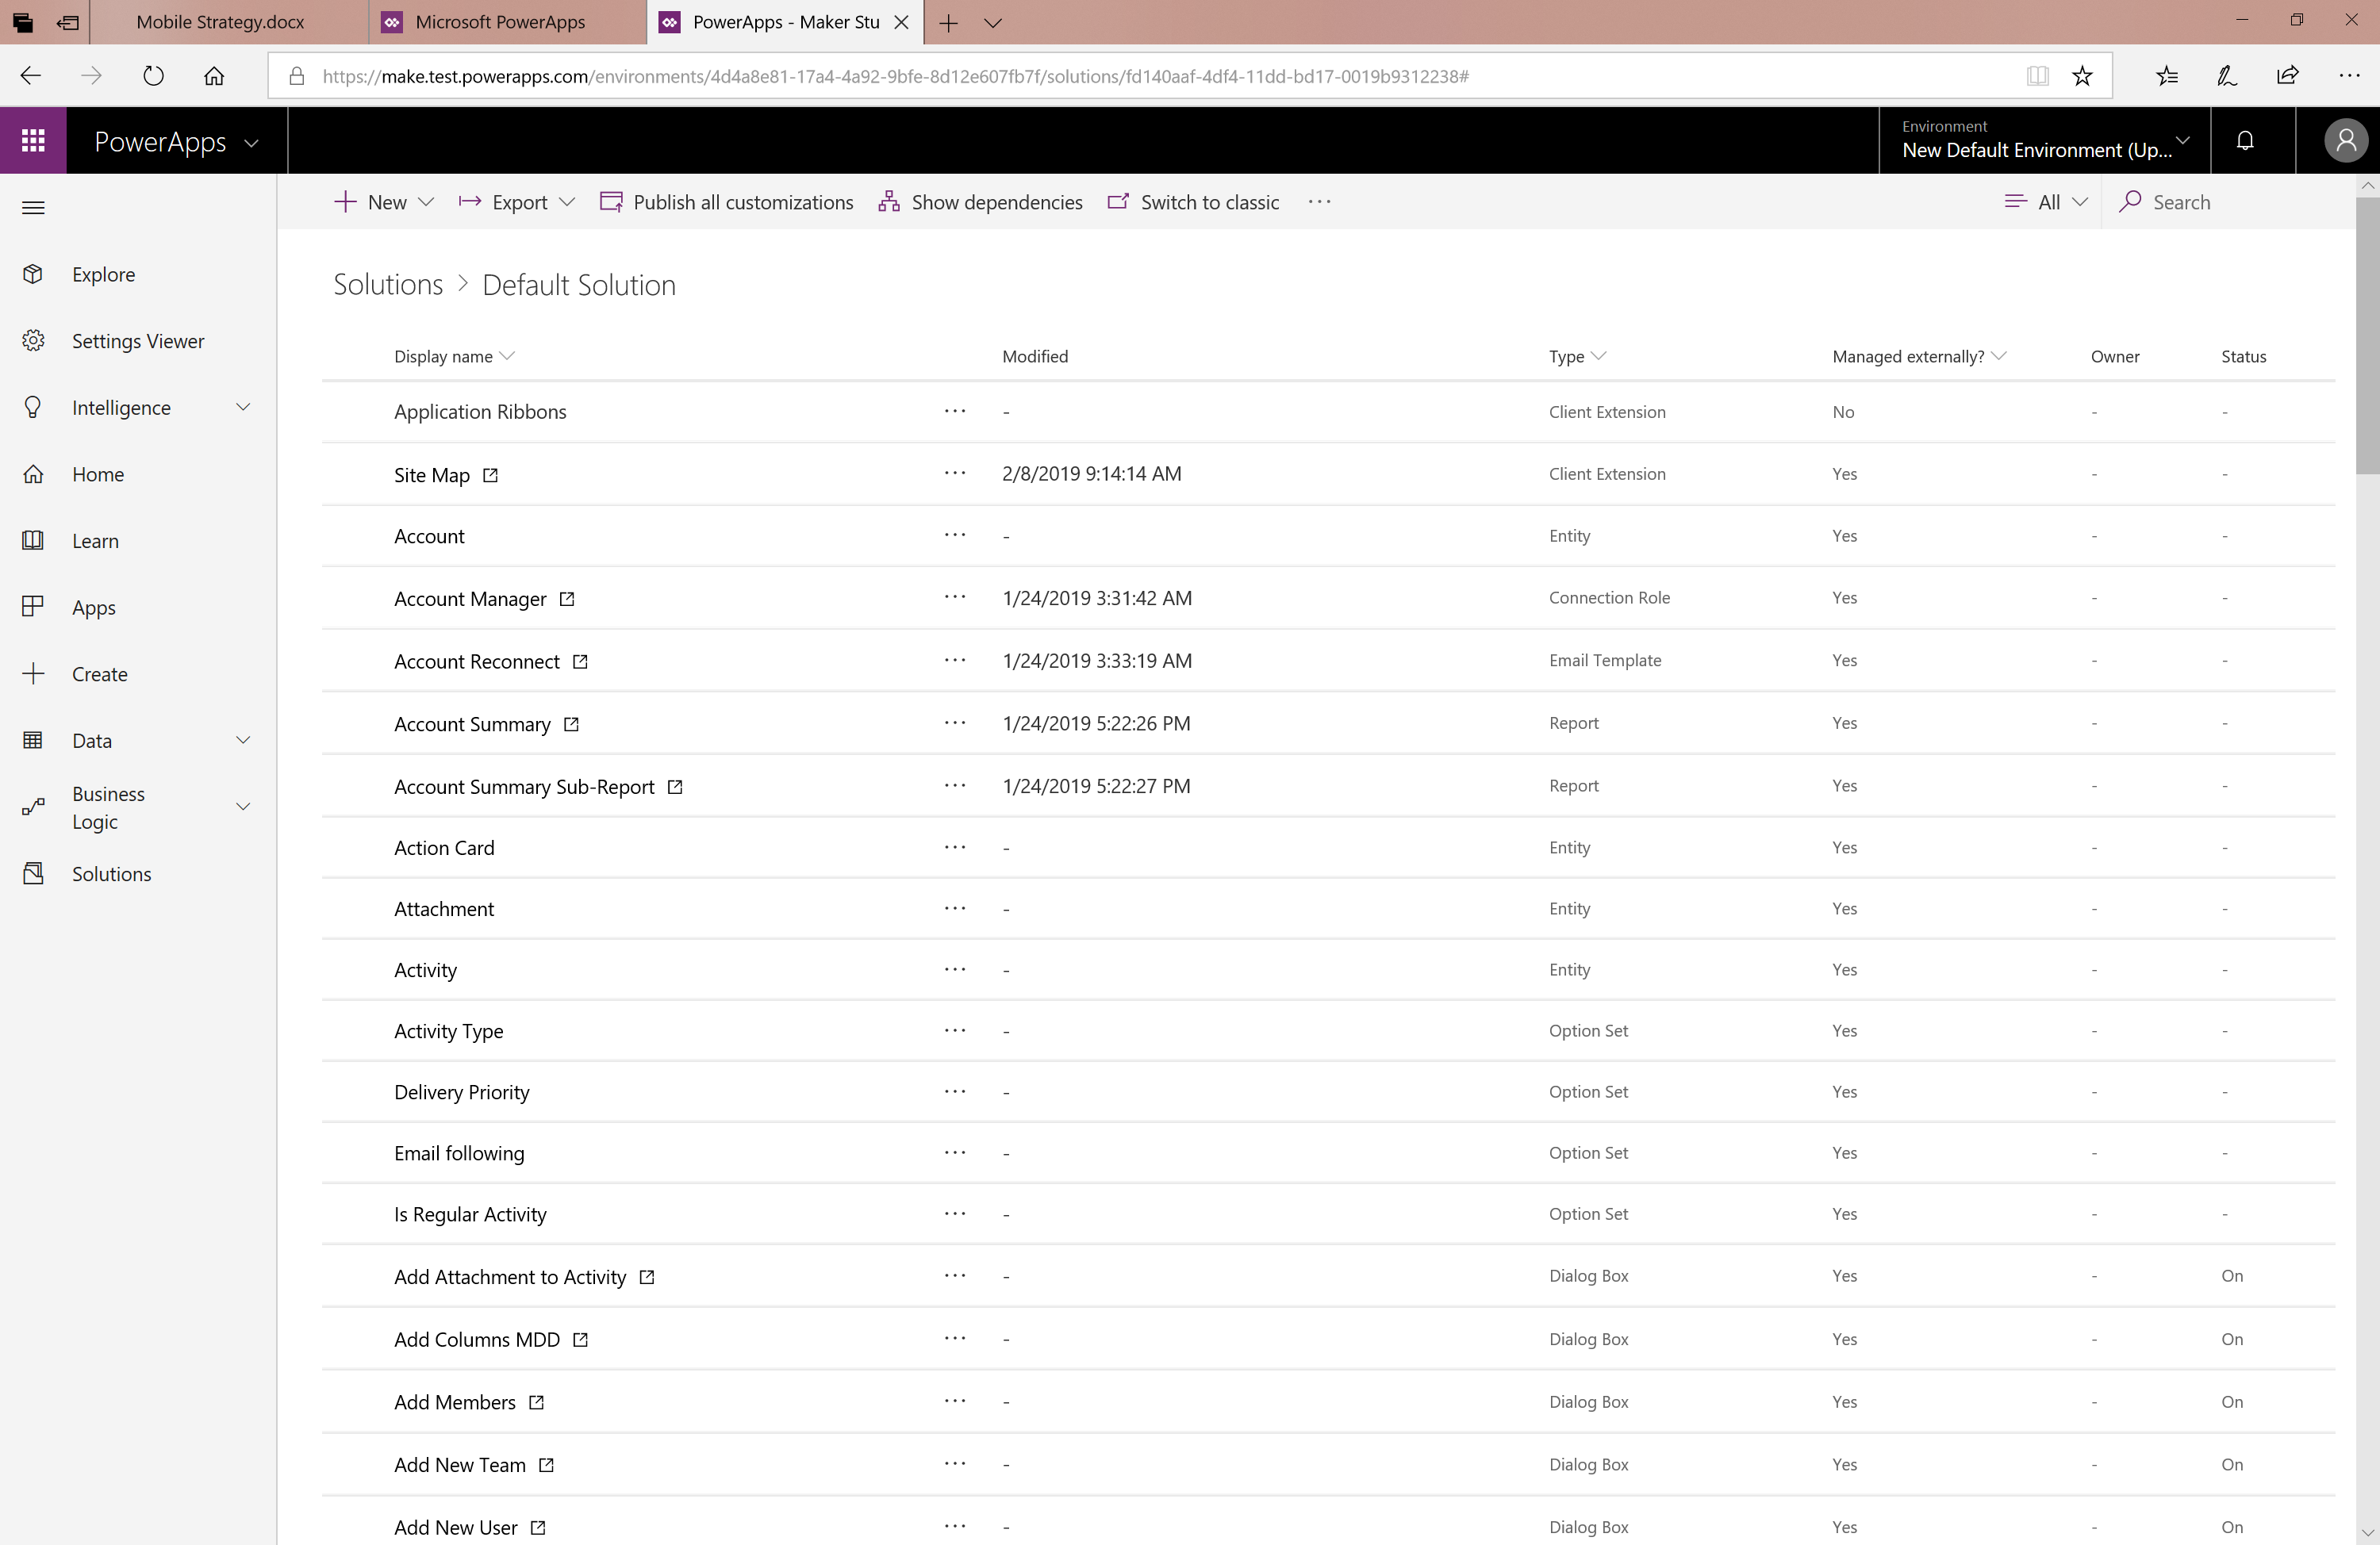 Mobile Strategy.docx
Microsoft PowerApps
PowerApps - Maker Stu
https://make.test.powerapps.com/environments/4d4a8e81-17a4-4a92-9bfe-8d12e607fb7f/solutions/fd140aaf-4df4-11dd-bd17-0019b9312238#
PowerApps
Environment
New Default Environment (Up...
New
Export
Publish all customizations
Show dependencies
Switch to classic
All
Search
Explore
Settings Viewer
Intelligence
Home
Learn
Apps
Create
Data
Business
Logic
Solutions
Solutions > Default Solution
Display name Modified Type Managed externally? Owner Status
Application Ribbons ... - Client Extension No - -
Site Map ... 2/8/2019 9:14:14 AM Client Extension Yes - -
Account ... - Entity Yes - -
Account Manager ... 1/24/2019 3:31:42 AM Connection Role Yes - -
Account Reconnect ... 1/24/2019 3:33:19 AM Email Template Yes - -
Account Summary ... 1/24/2019 5:22:26 PM Report Yes - -
Account Summary Sub-Report ... 1/24/2019 5:22:27 PM Report Yes - -
Action Card ... - Entity Yes - -
Attachment ... - Entity Yes - -
Activity ... - Entity Yes - -
Activity Type ... - Option Set Yes - -
Delivery Priority ... - Option Set Yes - -
Email following ... - Option Set Yes - -
Is Regular Activity ... - Option Set Yes - -
Add Attachment to Activity ... - Dialog Box Yes - On
Add Columns MDD ... - Dialog Box Yes - On
Add Members ... - Dialog Box Yes - On
Add New Team ... - Dialog Box Yes - On
Add New User ... - Dialog Box Yes - On